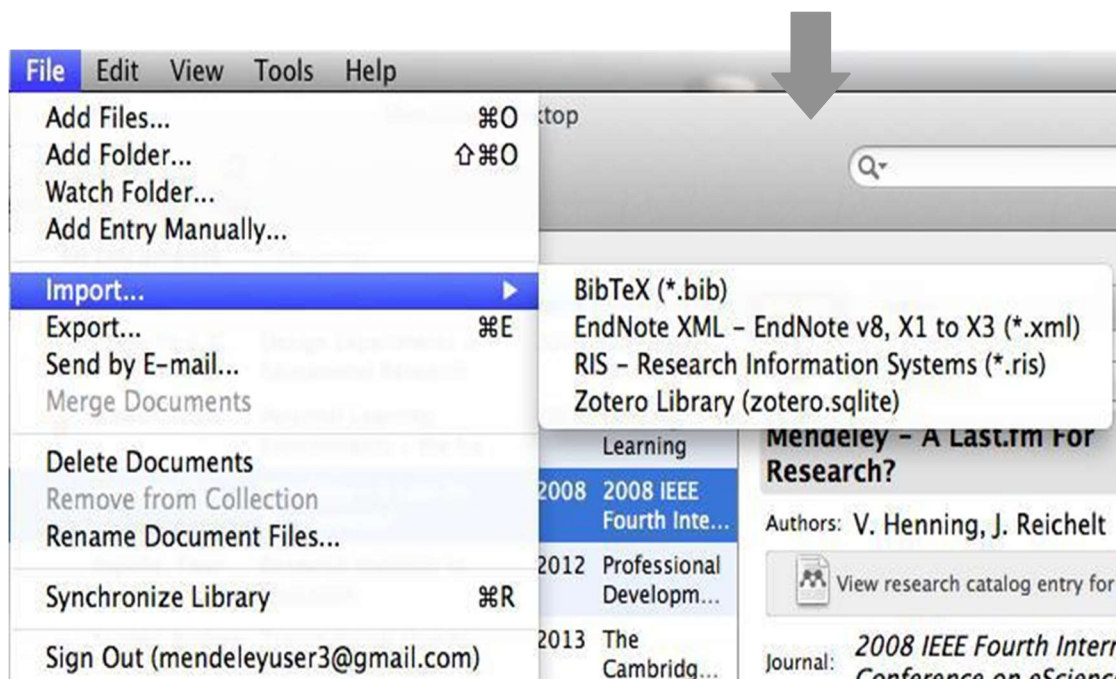 File Edit View Tools Help
Add Files... ⌘O
ktop
Add Folder... ⇧⌘O
Watch Folder...
Add Entry Manually...
Import...
BibTeX (*.bib)
Export... ⌘E
EndNote XML – EndNote v8, X1 to X3 (*.xml)
Send by E-mail...
RIS – Research Information Systems (*.ris)
Merge Documents
Zotero Library (zotero.sqlite)
Mendeley – A Last.fm For
Research?
Learning
Delete Documents
Remove from Collection
2008 2008 IEEE
Fourth Inte...
Rename Document Files...
Authors: V. Henning, J. Reichelt
2012 Professional
Developm...
View research catalog entry for
Synchronize Library ⌘R
2013 The
Cambridg...
Sign Out (mendeleyuser3@gmail.com)
Journal: 2008 IEEE Fourth Intern
Conference on eScienc